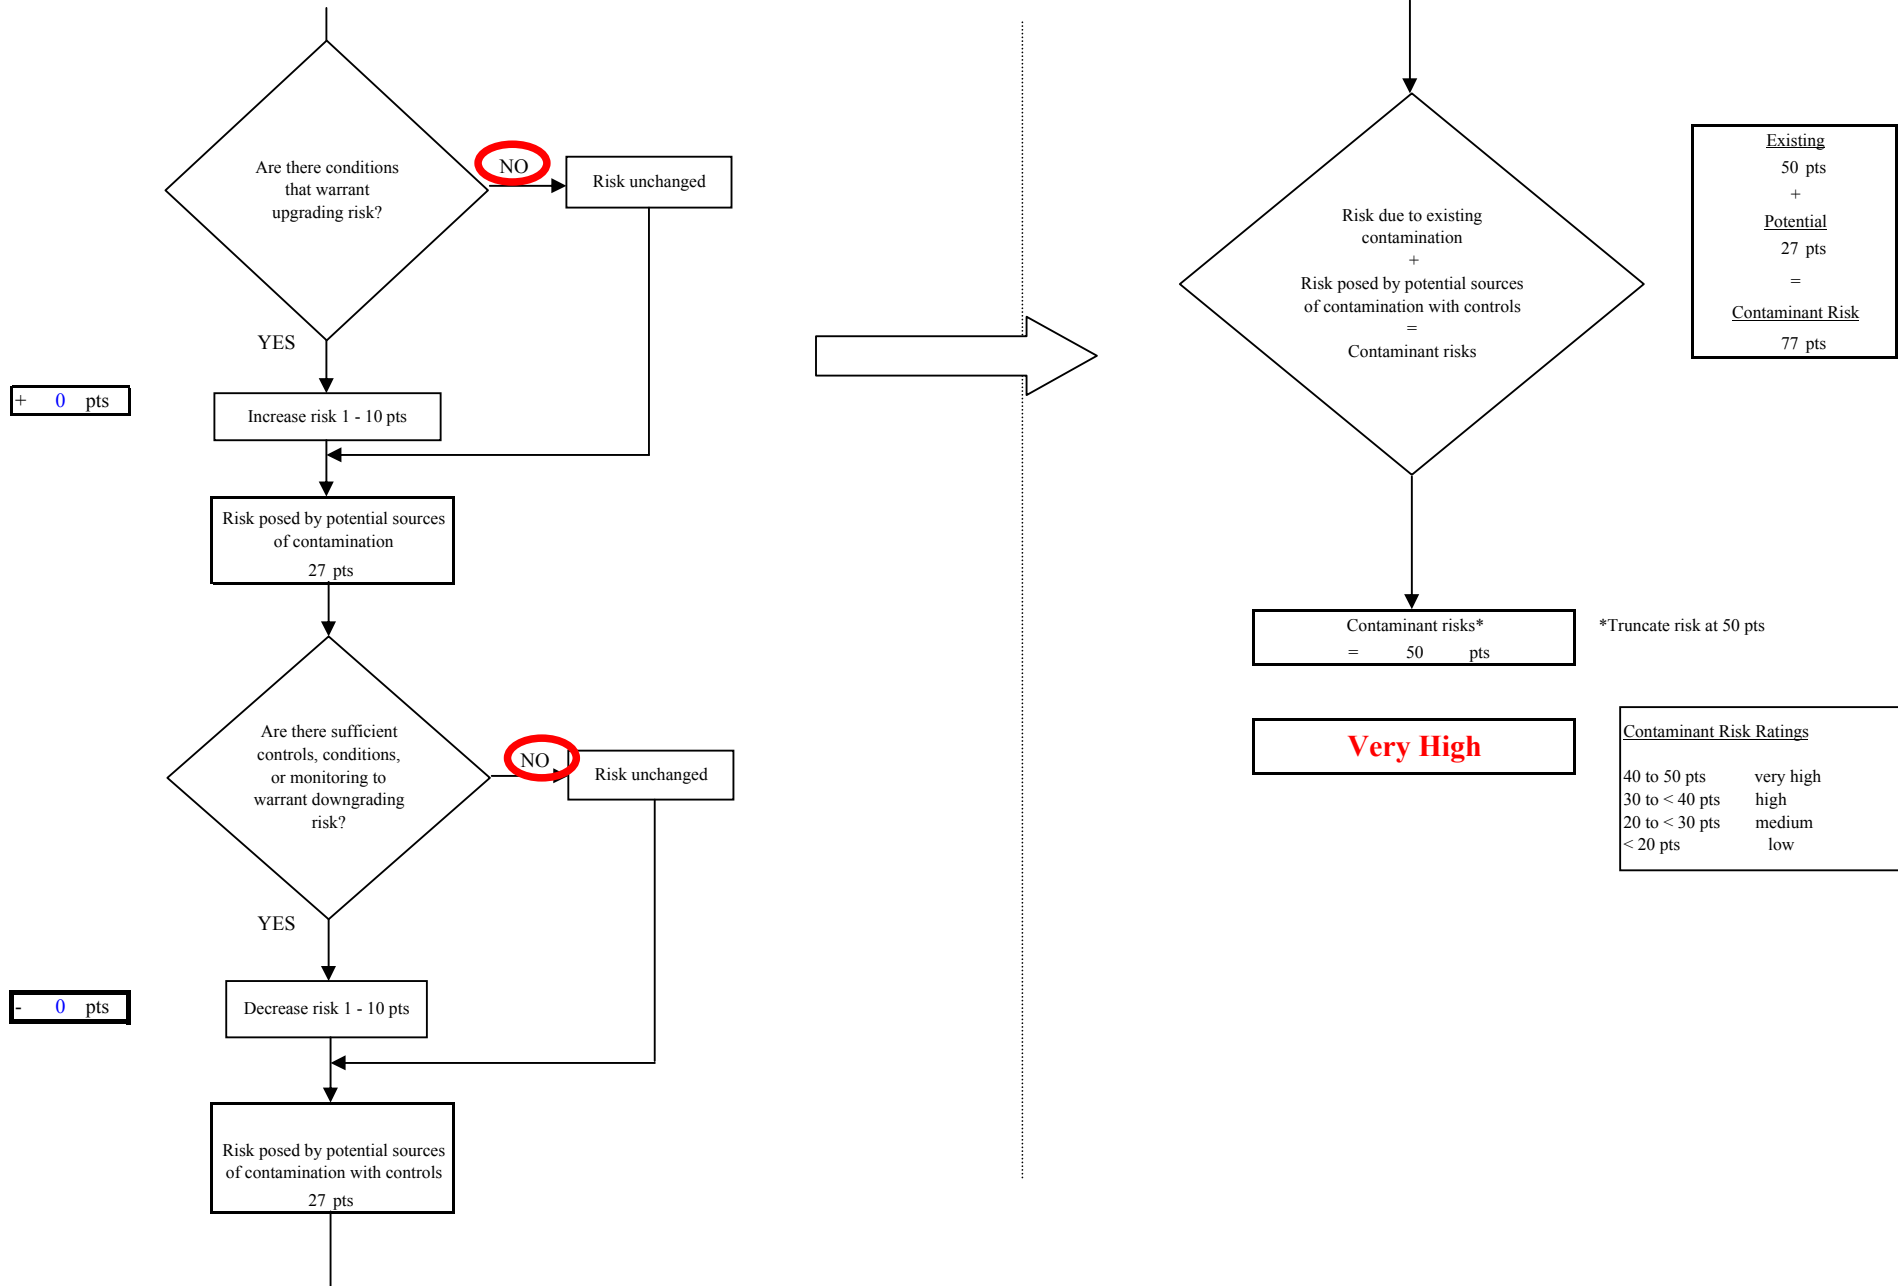 Are there conditions
that warrant
upgrading risk?
NO
Risk unchanged
YES
+ 0 pts
Increase risk 1 - 10 pts
Risk posed by potential sources
of contamination
27 pts
Are there sufficient
controls, conditions,
or monitoring to
warrant downgrading
risk?
NO
Risk unchanged
YES
- 0 pts
Decrease risk 1 - 10 pts
Risk posed by potential sources
of contamination with controls
27 pts
Risk due to existing
contamination
+
Risk posed by potential sources
of contamination with controls
=
Contaminant risks
Existing
50 pts
+
Potential
27 pts
=
Contaminant Risk
77 pts
Contaminant risks*
= 50 pts
*Truncate risk at 50 pts
Very High
Contaminant Risk Ratings
40 to 50 pts very high
30 to < 40 pts high
20 to < 30 pts medium
< 20 pts low